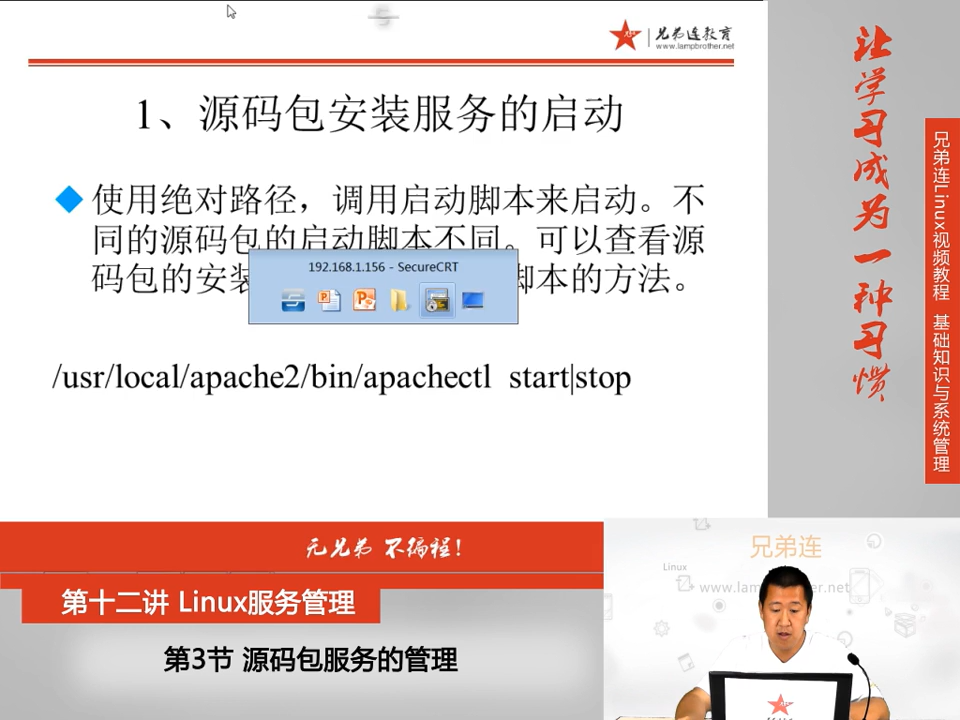 兄弟连教育
www.lampbrother.net
1、源码包安装服务的启动
使用绝对路径，调用启动脚本来启动。不
同的源码包的启动脚本不同。可以查看源
码包的安装
脚本的方法。
192.168.1.156 - SecureCRT
/usr/local/apache2/bin/apachectl start|stop
让学习成为一种习惯
兄弟连Linux视频教程 基础知识与系统管理
无兄弟 不编程！
第十二讲 Linux服务管理
第3节 源码包服务的管理
兄弟连
Linux
www.lam
er.net